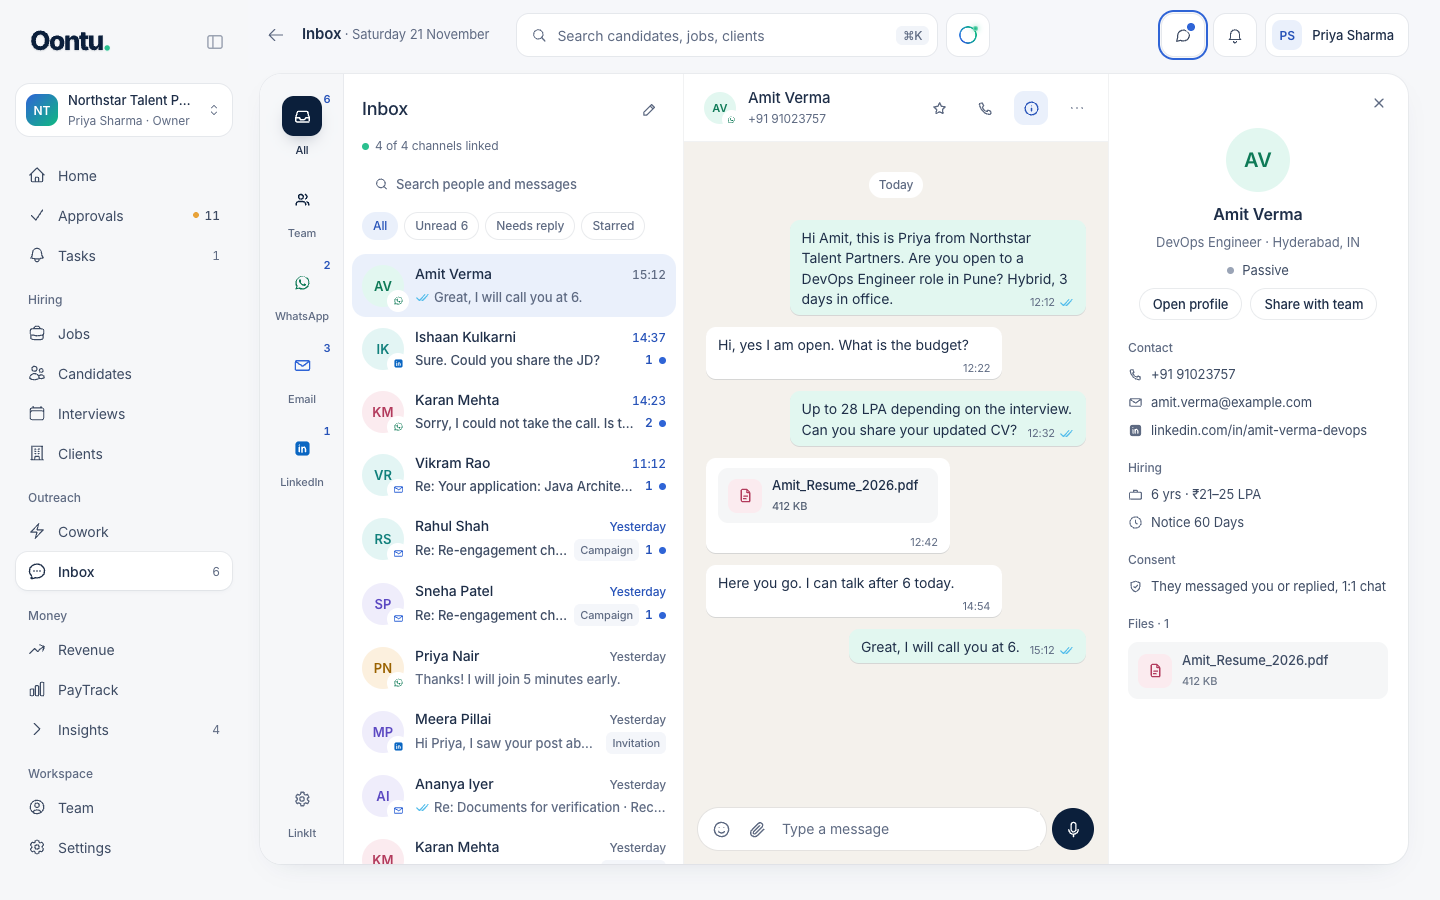 Oontu.
Inbox · Saturday 21 November
Search candidates, jobs, clients
⌘K
PS
Priya Sharma
NT
Northstar Talent P...
Priya Sharma · Owner
Home
Approvals
11
Tasks
1
Hiring
Jobs
Candidates
Interviews
Clients
Outreach
Cowork
Inbox
6
Money
Revenue
PayTrack
Insights
4
Workspace
Team
Settings
6
All
Team
2
WhatsApp
3
Email
1
in
LinkedIn
LinkIt
Inbox
4 of 4 channels linked
Search people and messages
All
Unread 6
Needs reply
Starred
AV
Amit Verma
15:12
Great, I will call you at 6.
IK
in
Ishaan Kulkarni
14:37
Sure. Could you share the JD?
1
KM
Karan Mehta
14:23
Sorry, I could not take the call. Is t...
2
VR
Vikram Rao
11:12
Re: Your application: Java Archite...
1
RS
Rahul Shah
Yesterday
Re: Re-engagement ch...
Campaign
1
SP
Sneha Patel
Yesterday
Re: Re-engagement ch...
Campaign
1
PN
Priya Nair
Yesterday
Thanks! I will join 5 minutes early.
MP
in
Meera Pillai
Yesterday
Hi Priya, I saw your post ab...
Invitation
AI
Ananya Iyer
Yesterday
Re: Documents for verification · Rec...
KM
Karan Mehta
Yesterday
AV
Amit Verma
+91 91023757
Today
Hi Amit, this is Priya from Northstar
Talent Partners. Are you open to a
DevOps Engineer role in Pune? Hybrid, 3
days in office.
12:12
Hi, yes I am open. What is the budget?
12:22
Up to 28 LPA depending on the interview.
Can you share your updated CV?
12:32
Amit_Resume_2026.pdf
412 KB
12:42
Here you go. I can talk after 6 today.
14:54
Great, I will call you at 6.
15:12
Type a message
AV
Amit Verma
DevOps Engineer · Hyderabad, IN
Passive
Open profile
Share with team
Contact
+91 91023757
amit.verma@example.com
in
linkedin.com/in/amit-verma-devops
Hiring
6 yrs · ₹21–25 LPA
Notice 60 Days
Consent
They messaged you or replied, 1:1 chat
Files · 1
Amit_Resume_2026.pdf
412 KB